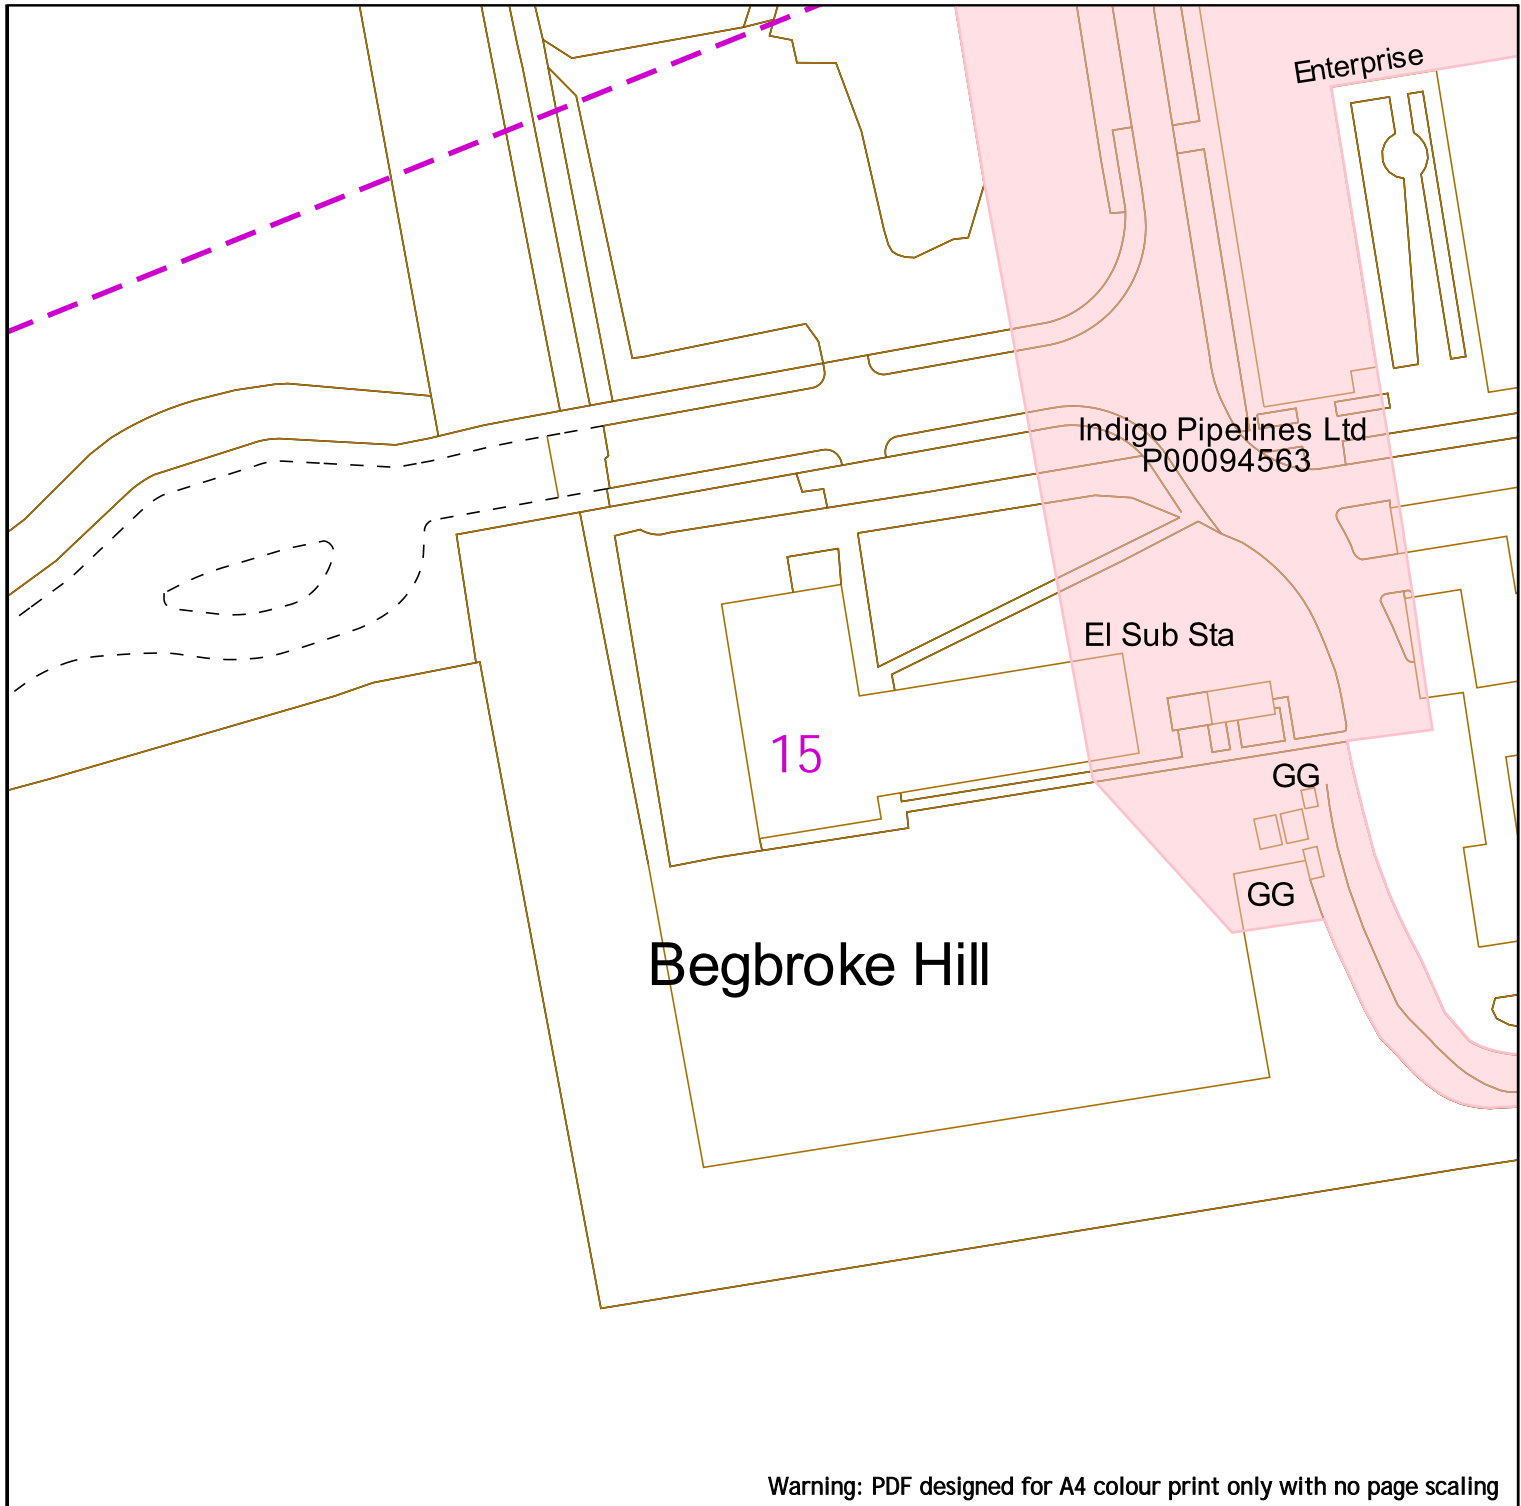 Enterprise
Indigo Pipelines Ltd
P00094563
El Sub Sta
15
GG
GG
Begbroke Hill
Warning: PDF designed for A4 colour print only with no page scaling